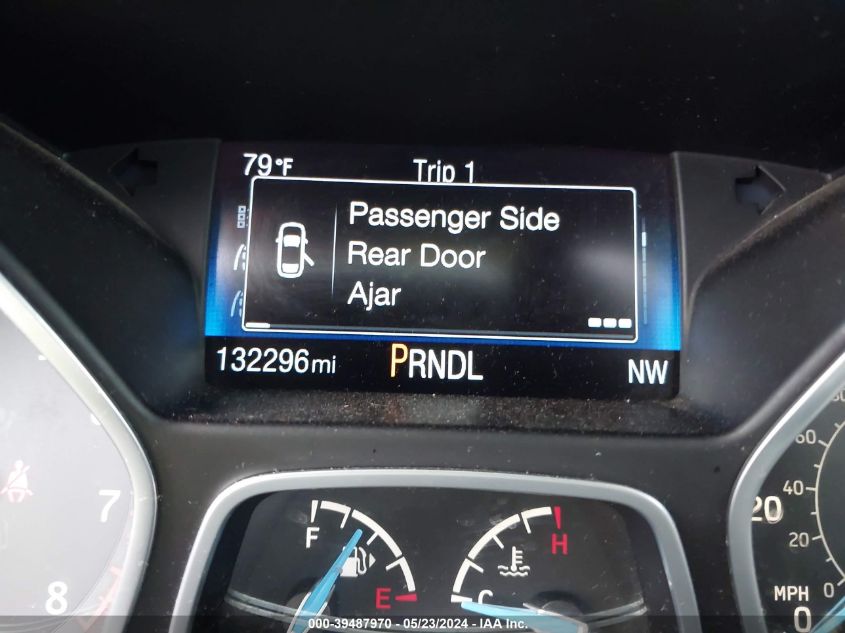 79°F Trip 1
Passenger Side
Rear Door
Ajar
132296mi PRNDL NW
7
8
F
E
H
C
60
40
20
20
0
MPH
0
000-39487970 - 05/23/2024 - IAA Inc.